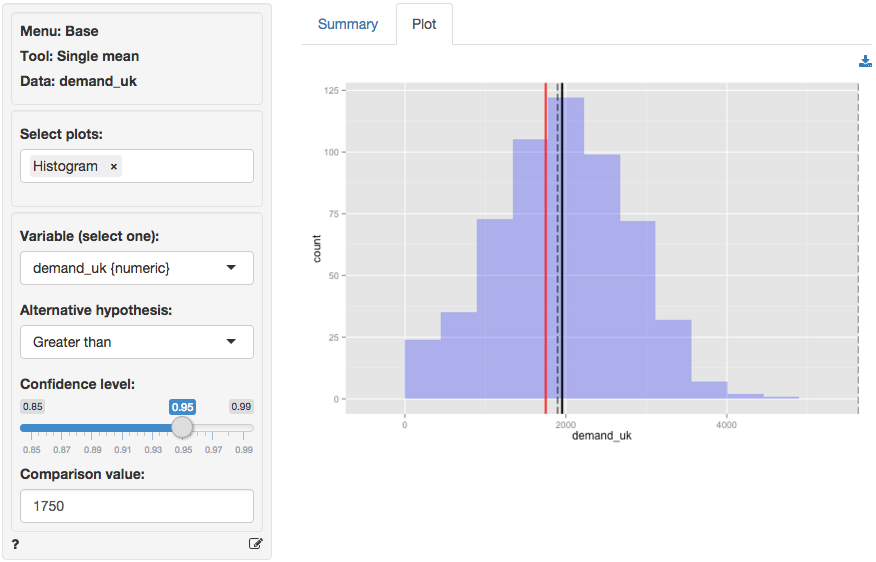 Menu: Base
Tool: Single mean
Data: demand_uk
Select plots:
Histogram ×
Variable (select one):
demand_uk {numeric}
Alternative hypothesis:
Greater than
Confidence level:
0.85 0.95 0.99
0.85 0.87 0.89 0.91 0.93 0.95 0.97 0.99
Comparison value:
1750
?
Summary Plot
125
100
75
50
25
0
count
0 2000 4000
demand_uk